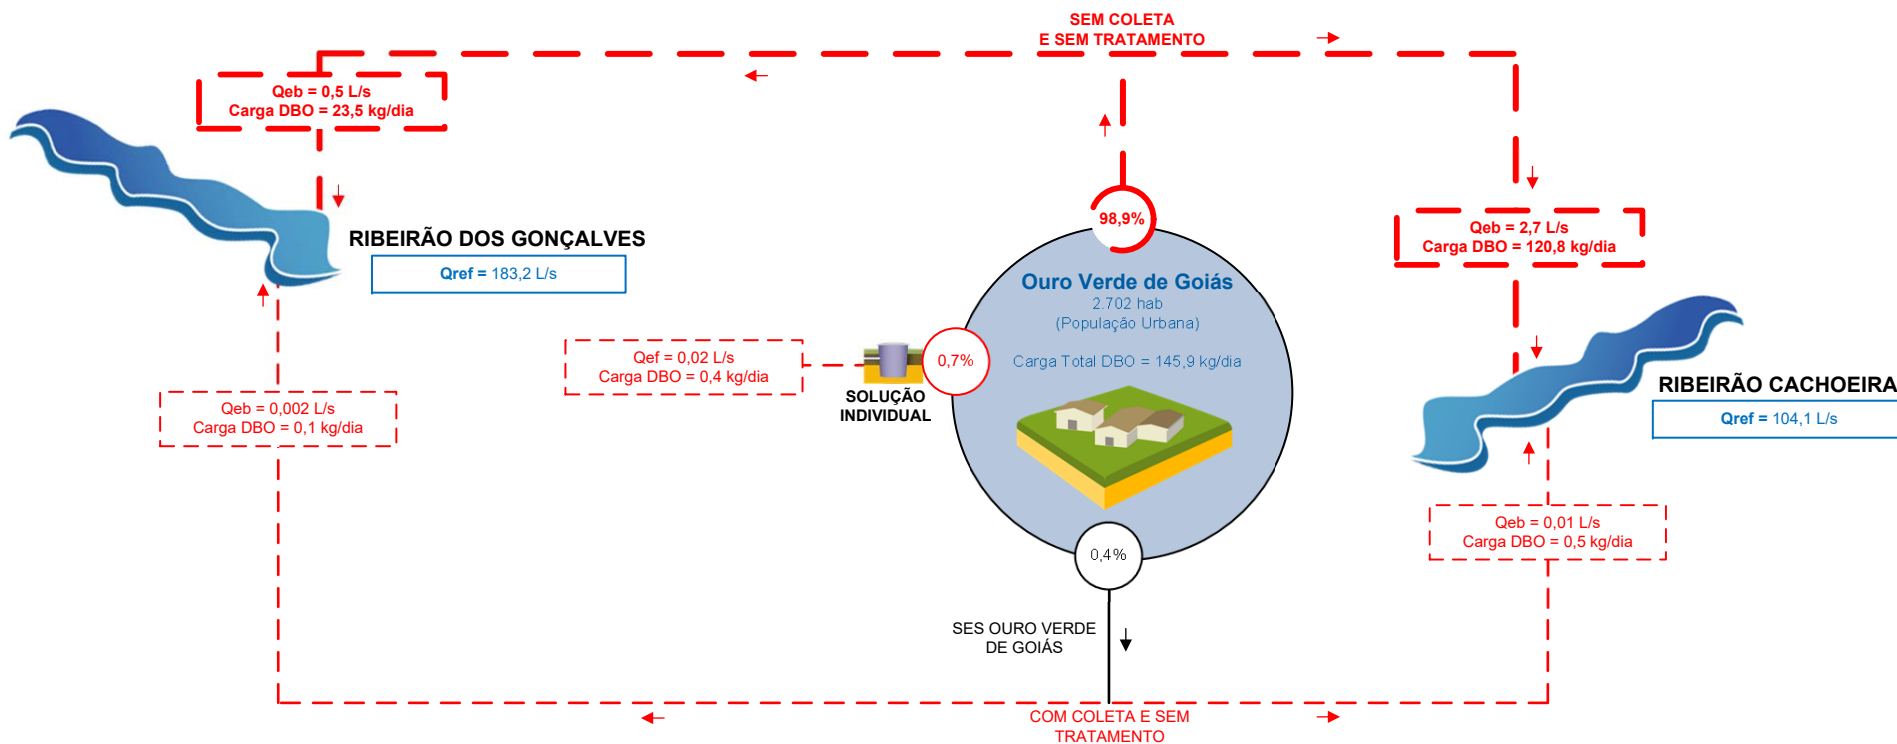 SEM COLETA
E SEM TRATAMENTO
Qeb = 0,5 L/s
Carga DBO = 23,5 kg/dia
98,9%
Qeb = 2,7 L/s
Carga DBO = 120,8 kg/dia
RIBEIRÃO DOS GONÇALVES
Qref = 183,2 L/s
Ouro Verde de Goiás
2.702 hab
(População Urbana)
Carga Total DBO = 145,9 kg/dia
Qef = 0,02 L/s
Carga DBO = 0,4 kg/dia
0,7%
SOLUÇÃO
INDIVIDUAL
RIBEIRÃO CACHOEIRA
Qref = 104,1 L/s
Qeb = 0,002 L/s
Carga DBO = 0,1 kg/dia
Qeb = 0,01 L/s
Carga DBO = 0,5 kg/dia
0,4%
SES OURO VERDE
DE GOIÁS
COM COLETA E SEM
TRATAMENTO